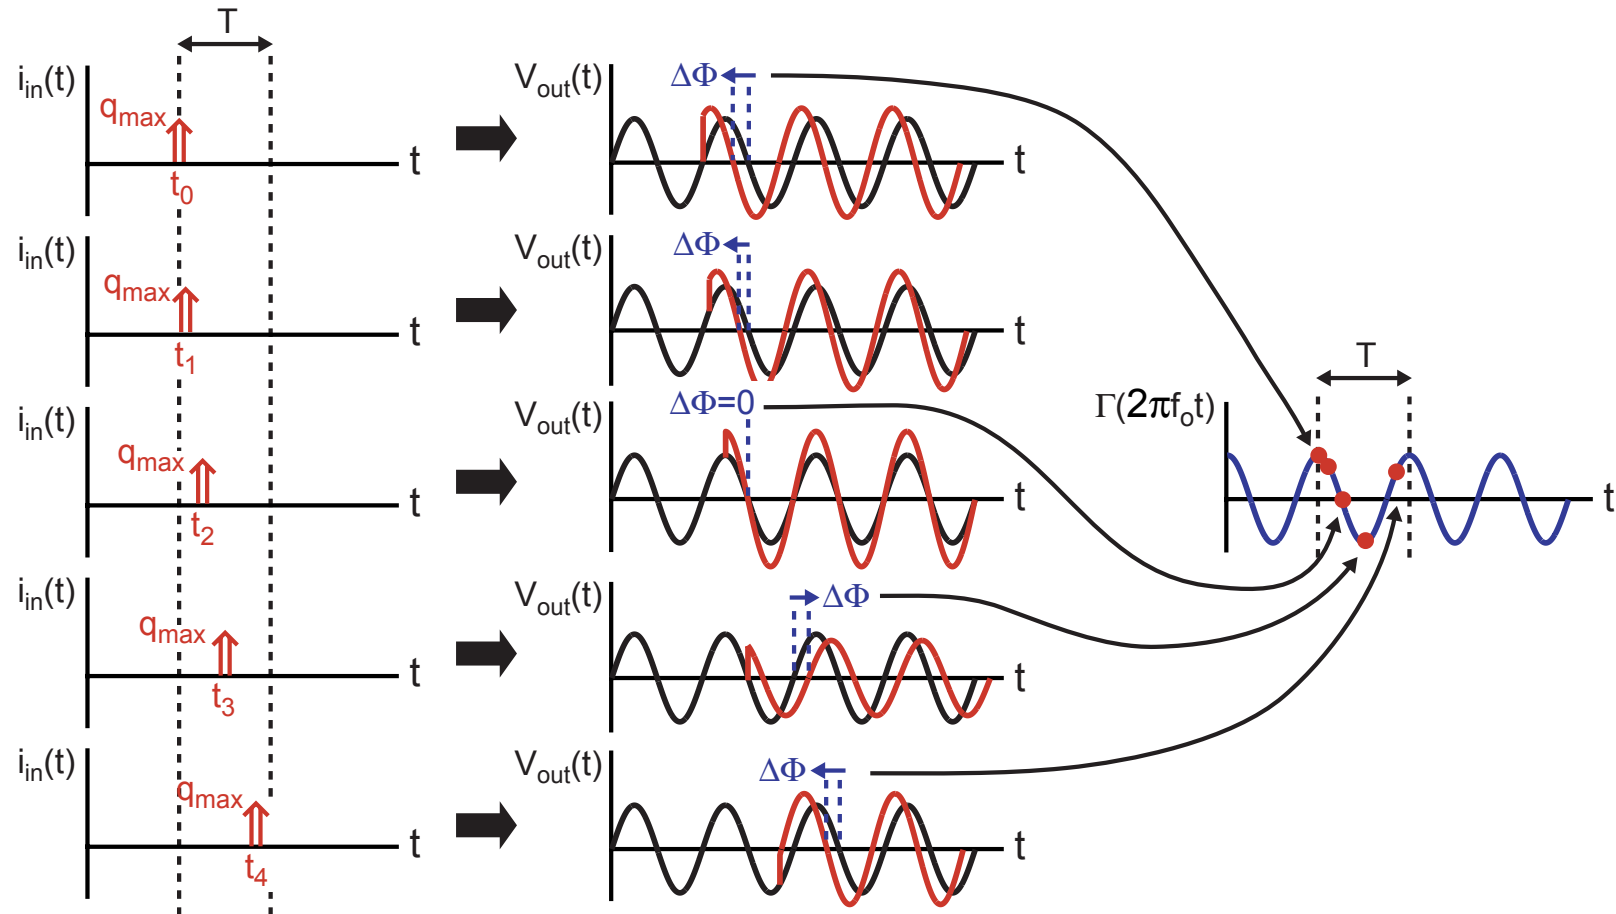 T
i_in(t)
q_max
t_0
t
V_out(t)
ΔΦ
t
i_in(t)
q_max
t_1
t
V_out(t)
ΔΦ
t
i_in(t)
q_max
t_2
t
V_out(t)
ΔΦ=0
t
i_in(t)
q_max
t_3
t
V_out(t)
ΔΦ
t
i_in(t)
q_max
t_4
t
V_out(t)
ΔΦ
t
T
Γ(2πf_ot)
t